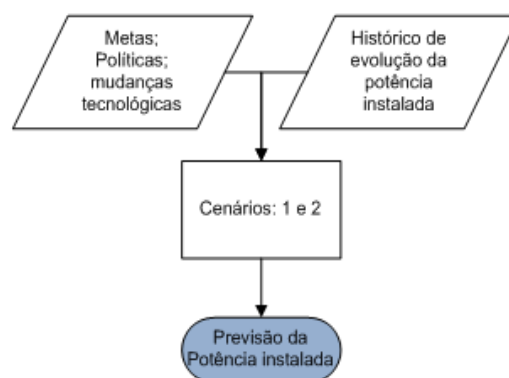 Metas;
Políticas;
mudanças
tecnológicas
Histórico de
evolução da
potência
instalada
Cenários: 1 e 2
Previsão da
Potência instalada